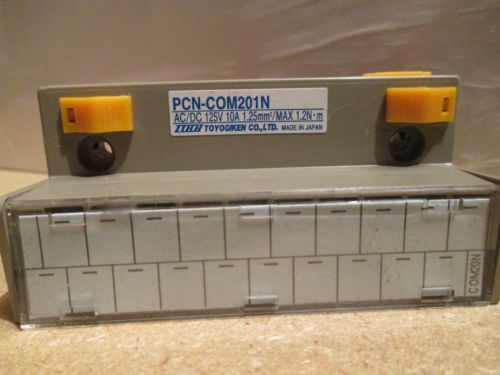 PCN-COM201N
AC/DC 125V 10A 1.25mm²/MAX 1.2N·m
TOYOGIKEN CO.,LTD. MADE IN JAPAN
COM20N